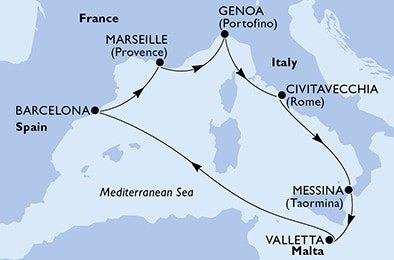 France
GENOA
(Portofino)
MARSEILLE
(Provence)
Italy
CIVITAVECCHIA
(Rome)
BARCELONA
Spain
MESSINA
(Taormina)
Mediterranean Sea
VALLETTA
Malta